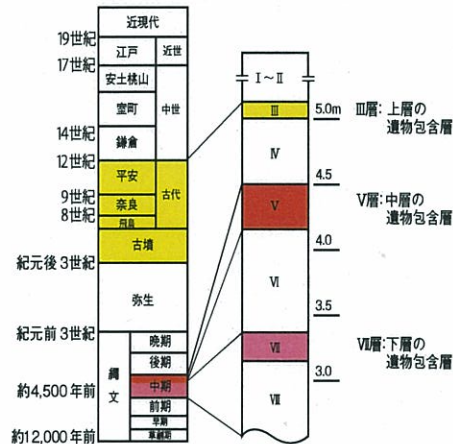 近現代
19世紀
江戸 近世
17世紀
安土桃山
室町 中世
14世紀
鎌倉
12世紀
平安 古代
9世紀
奈良
8世紀
飛鳥
古墳
紀元後3世紀
弥生
紀元前3世紀
縄文
晩期
後期
約4,500年前
中期
前期
早期
草創期
約12,000年前
Ⅰ~Ⅱ
Ⅲ
5.0m
Ⅳ
4.5
Ⅴ
4.0
Ⅵ
3.5
Ⅶ
3.0
Ⅷ
Ⅲ層:上層の
遺物包含層
Ⅴ層:中層の
遺物包含層
Ⅶ層:下層の
遺物包含層